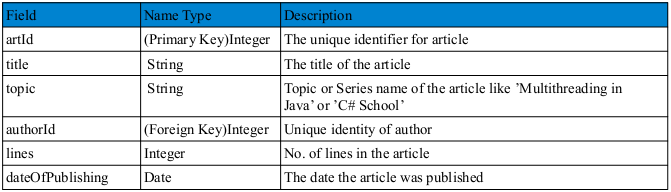 Field Name Type Description
artId (Primary Key)Integer The unique identifier for article
title String The title of the article
topic String Topic or Series name of the article like ’Multithreading in
Java’ or ’C# School’
authorId (Foreign Key)Integer Unique identity of author
lines Integer No. of lines in the article
dateOfPublishing Date The date the article was published